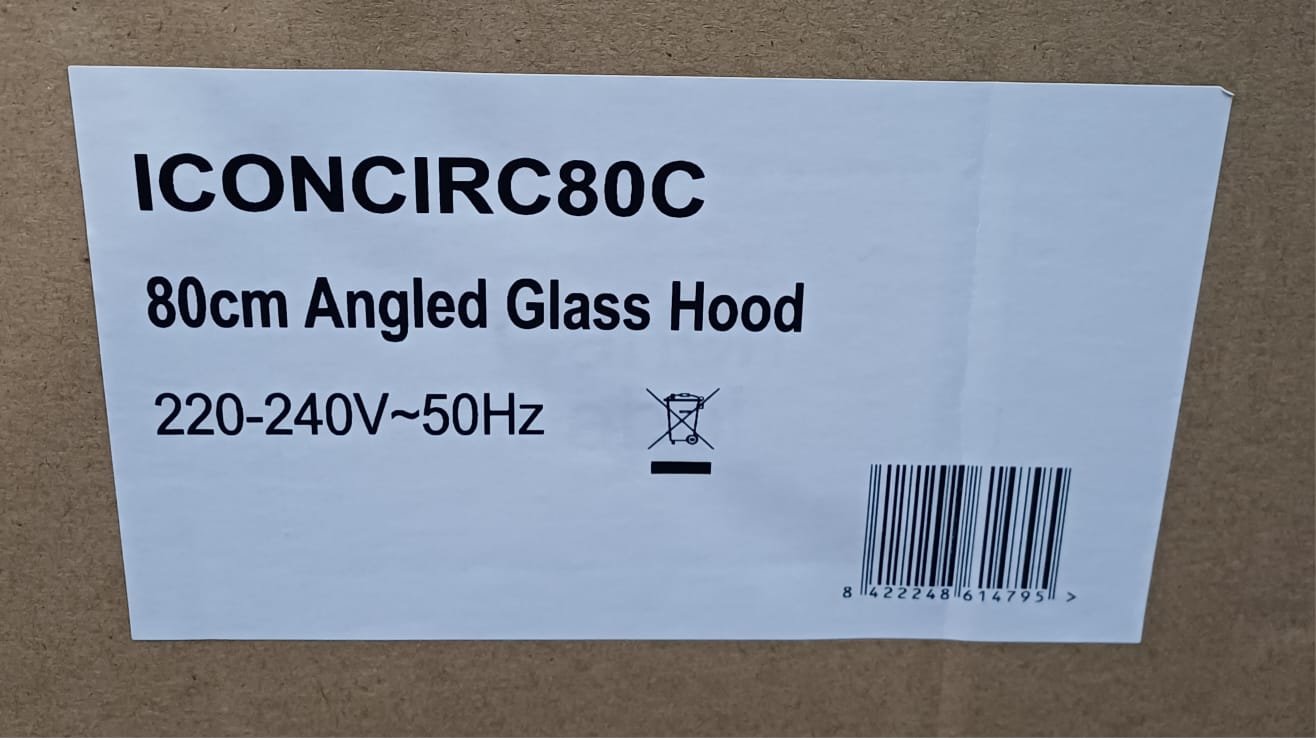 ICONCIRC80C
80cm Angled Glass Hood
220-240V~50Hz
8 422248 614795 >